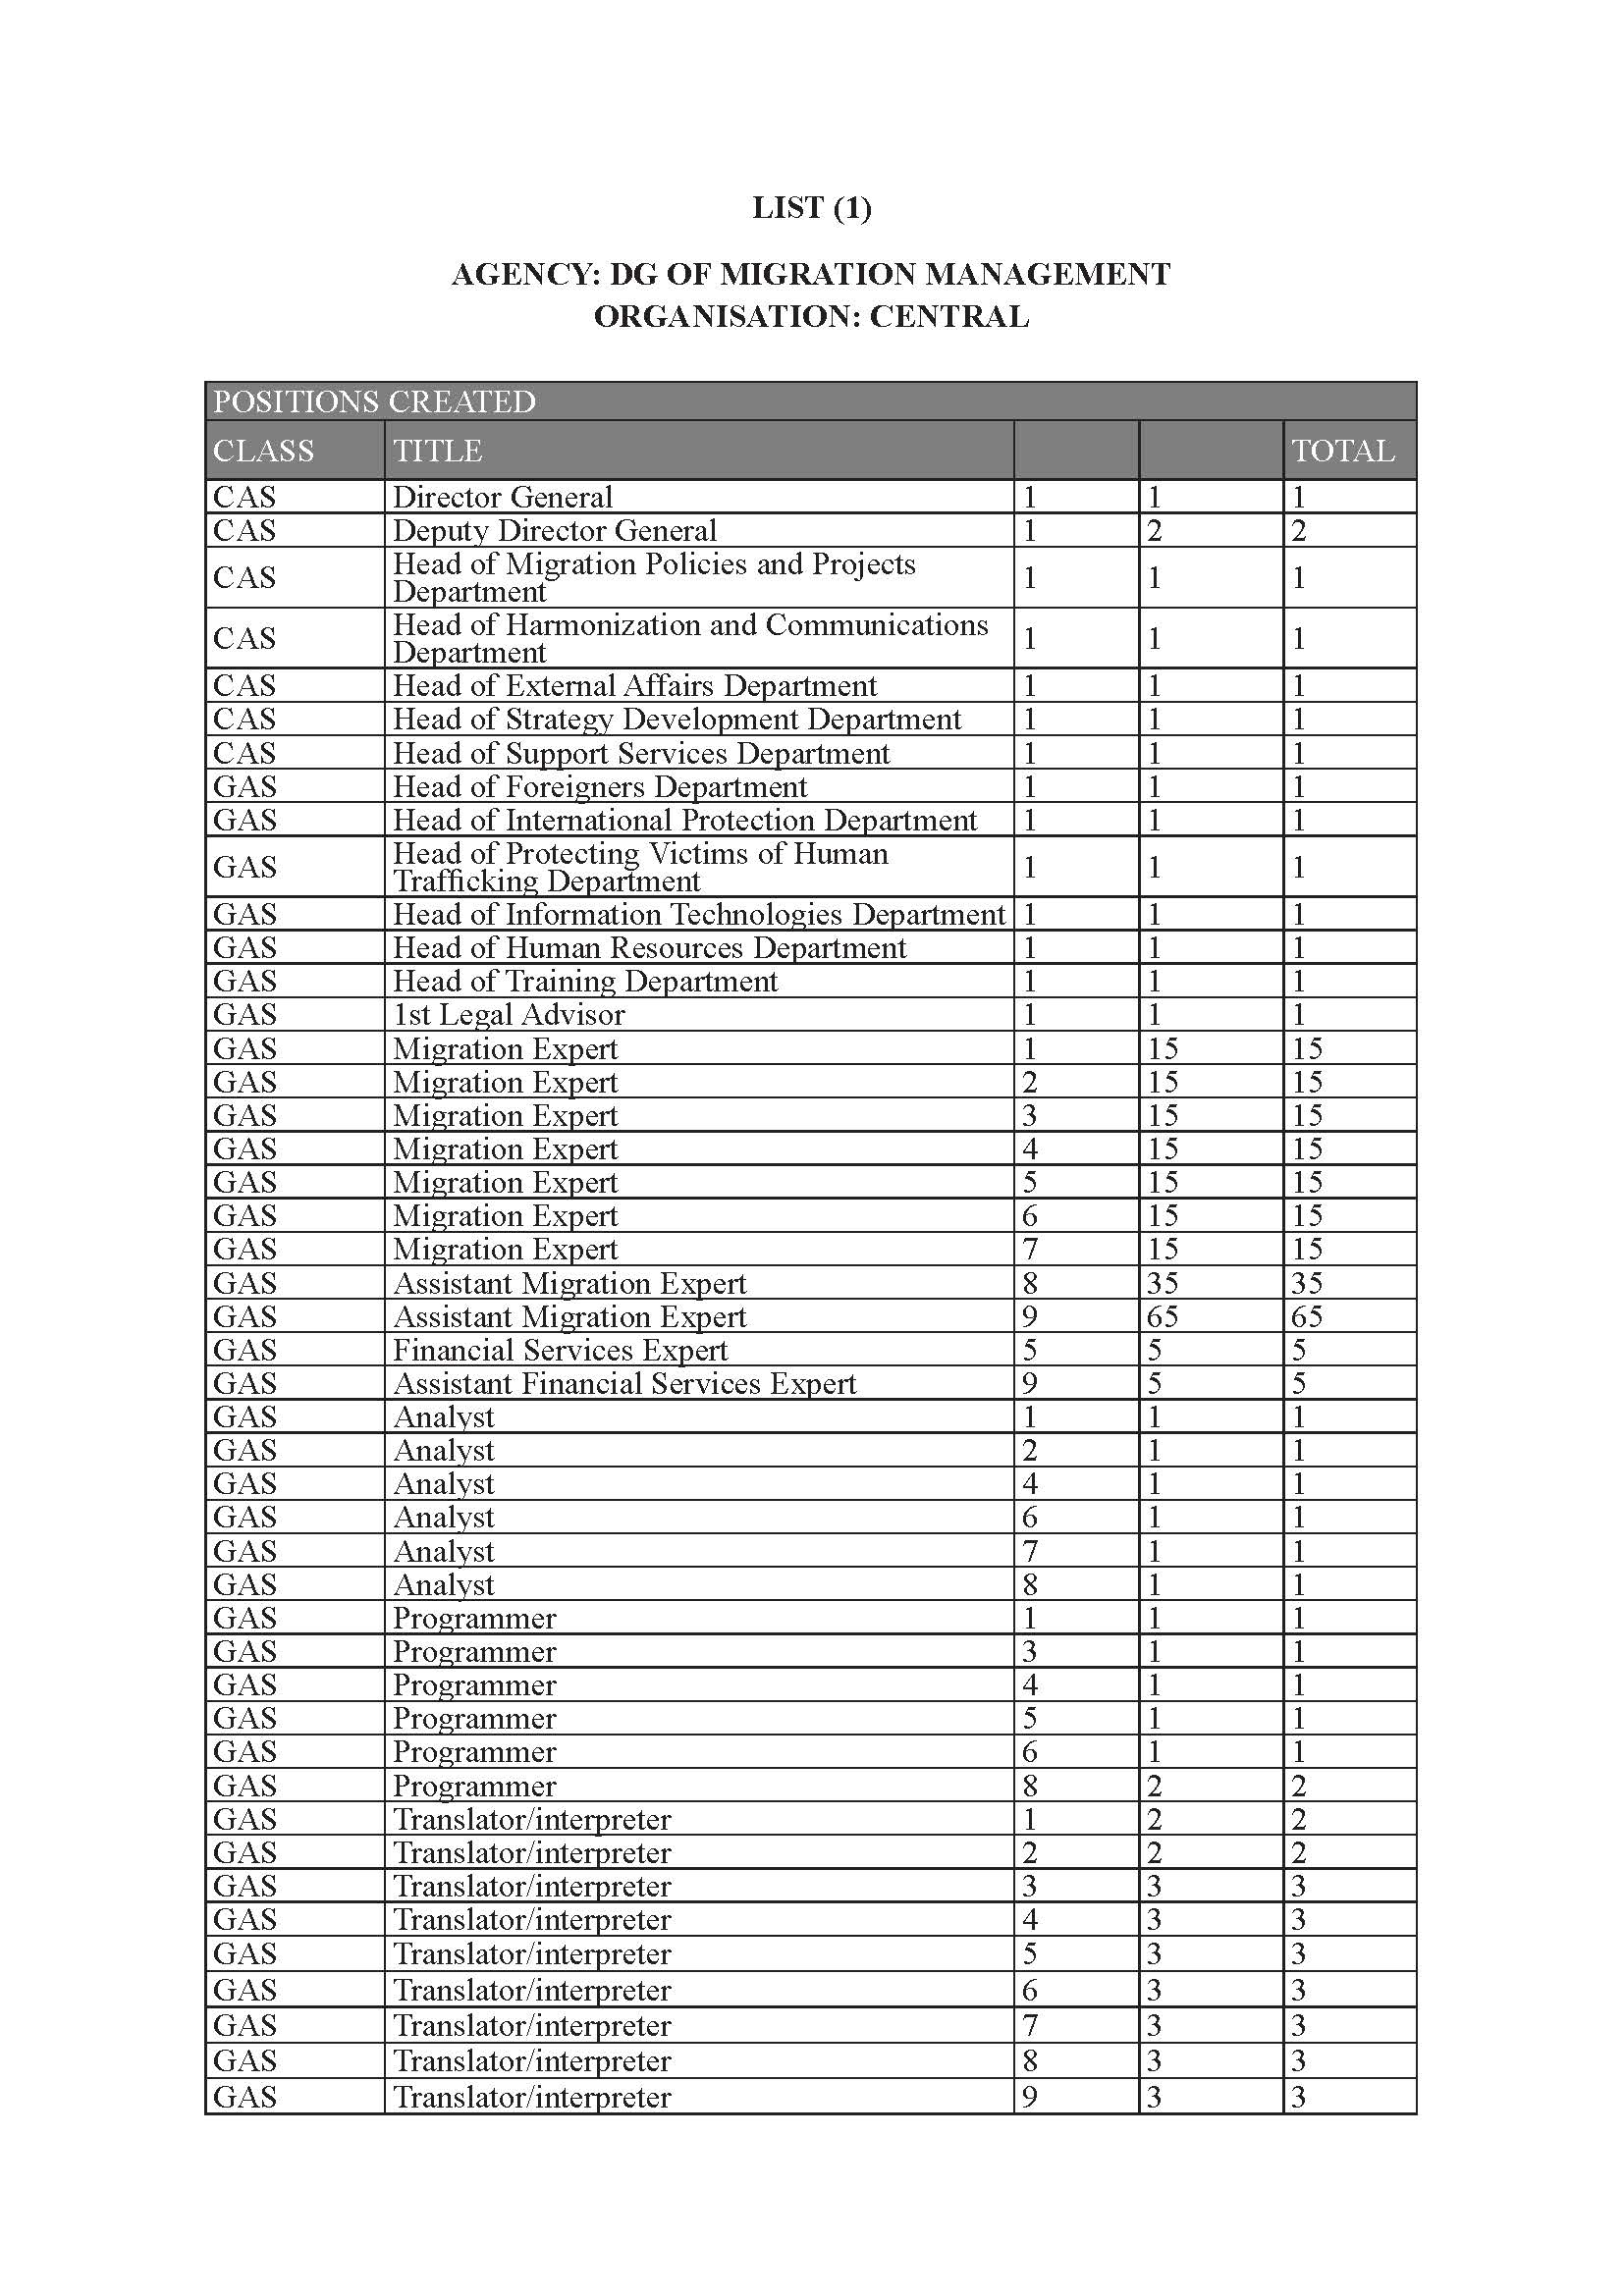 LIST (1)
AGENCY: DG OF MIGRATION MANAGEMENT
ORGANISATION: CENTRAL
POSITIONS CREATED
CLASS TITLE TOTAL
CAS Director General 1 1 1
CAS Deputy Director General 1 2 2
CAS Head of Migration Policies and Projects
Department 1 1 1
CAS Head of Harmonization and Communications
Department 1 1 1
CAS Head of External Affairs Department 1 1 1
CAS Head of Strategy Development Department 1 1 1
CAS Head of Support Services Department 1 1 1
GAS Head of Foreigners Department 1 1 1
GAS Head of International Protection Department 1 1 1
GAS Head of Protecting Victims of Human
Trafficking Department 1 1 1
GAS Head of Information Technologies Department 1 1 1
GAS Head of Human Resources Department 1 1 1
GAS Head of Training Department 1 1 1
GAS 1st Legal Advisor 1 1 1
GAS Migration Expert 1 15 15
GAS Migration Expert 2 15 15
GAS Migration Expert 3 15 15
GAS Migration Expert 4 15 15
GAS Migration Expert 5 15 15
GAS Migration Expert 6 15 15
GAS Migration Expert 7 15 15
GAS Assistant Migration Expert 8 35 35
GAS Assistant Migration Expert 9 65 65
GAS Financial Services Expert 5 5 5
GAS Assistant Financial Services Expert 9 5 5
GAS Analyst 1 1 1
GAS Analyst 2 1 1
GAS Analyst 4 1 1
GAS Analyst 6 1 1
GAS Analyst 7 1 1
GAS Analyst 8 1 1
GAS Programmer 1 1 1
GAS Programmer 3 1 1
GAS Programmer 4 1 1
GAS Programmer 5 1 1
GAS Programmer 6 1 1
GAS Programmer 8 2 2
GAS Translator/interpreter 1 2 2
GAS Translator/interpreter 2 2 2
GAS Translator/interpreter 3 3 3
GAS Translator/interpreter 4 3 3
GAS Translator/interpreter 5 3 3
GAS Translator/interpreter 6 3 3
GAS Translator/interpreter 7 3 3
GAS Translator/interpreter 8 3 3
GAS Translator/interpreter 9 3 3